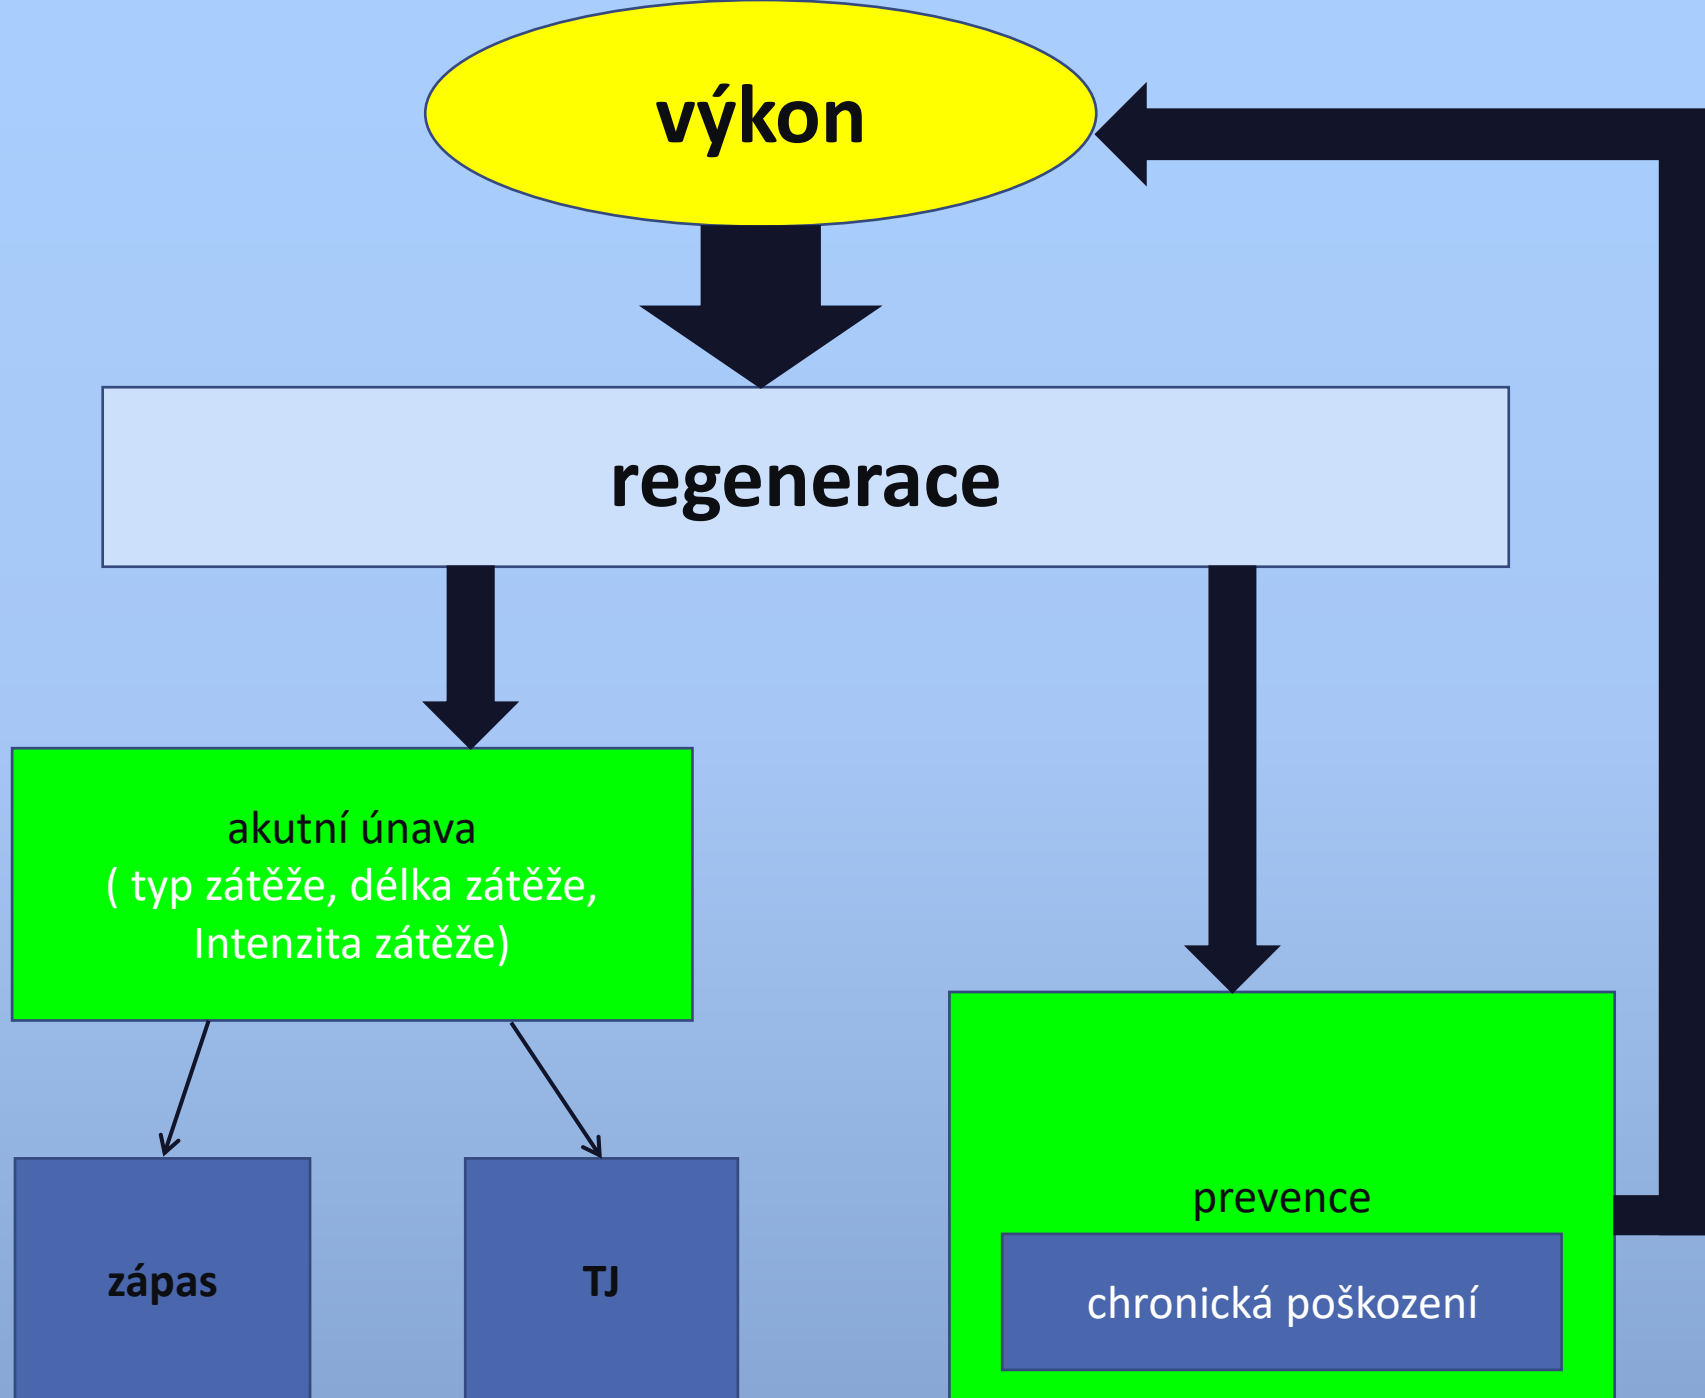 výkon
regenerace
akutní únava
( typ zátěže, délka zátěže,
Intenzita zátěže)
zápas
TJ
prevence
chronická poškození